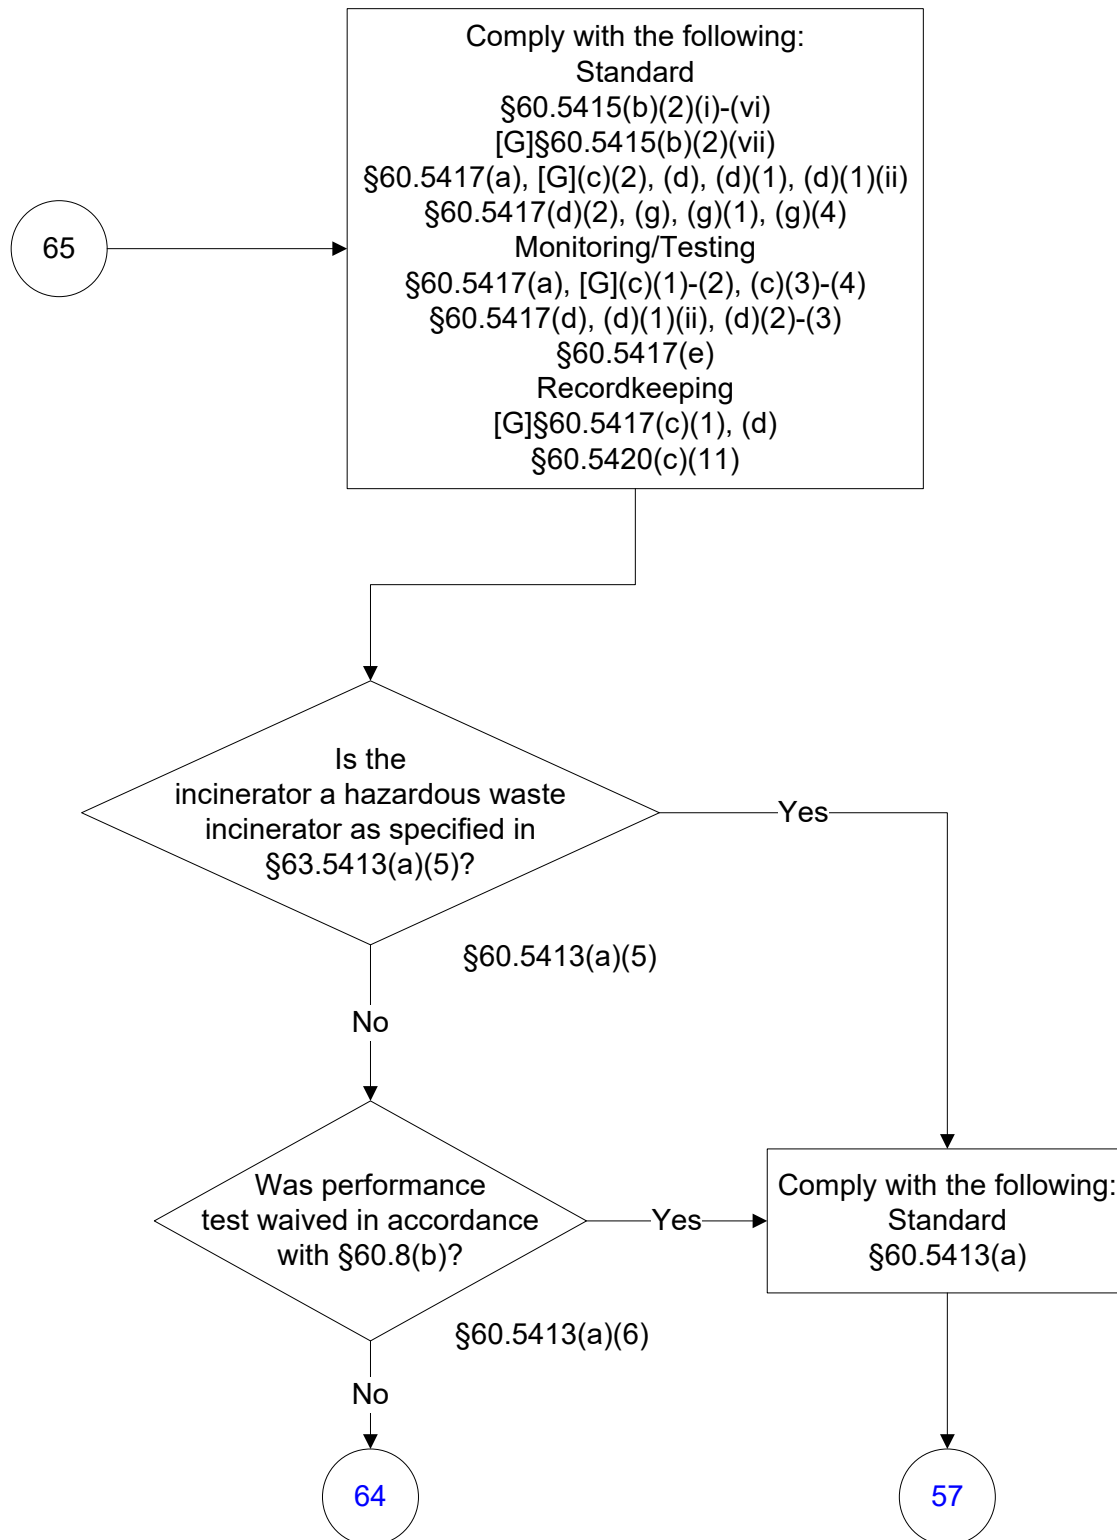 Comply with the following:
Standard
§60.5415(b)(2)(i)-(vi)
[G]§60.5415(b)(2)(vii)
§60.5417(a), [G](c)(2), (d), (d)(1), (d)(1)(ii)
§60.5417(d)(2), (g), (g)(1), (g)(4)
Monitoring/Testing
§60.5417(a), [G](c)(1)-(2), (c)(3)-(4)
§60.5417(d), (d)(1)(ii), (d)(2)-(3)
§60.5417(e)
Recordkeeping
[G]§60.5417(c)(1), (d)
§60.5420(c)(11)
65
Is the
incinerator a hazardous waste
incinerator as specified in
§63.5413(a)(5)?
Yes
§60.5413(a)(5)
No
Was performance
test waived in accordance
with §60.8(b)?
Yes
Comply with the following:
Standard
§60.5413(a)
§60.5413(a)(6)
No
64
57